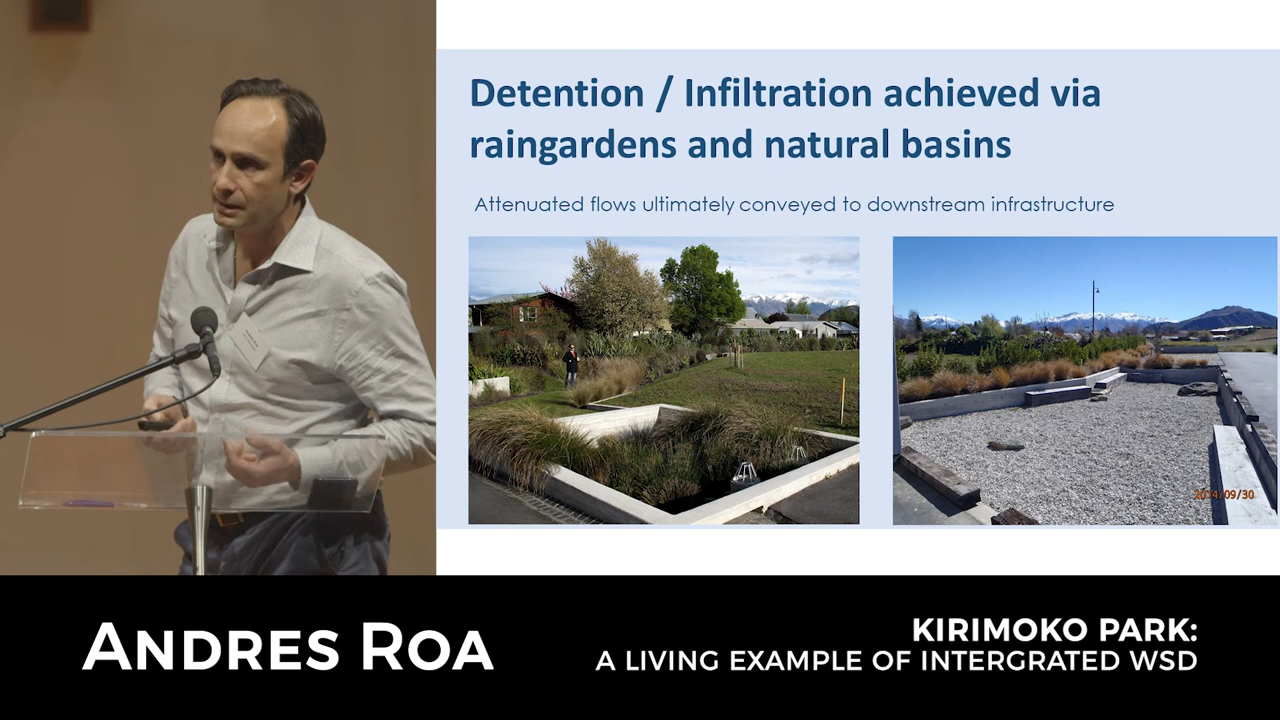 Detention / Infiltration achieved via
raingardens and natural basins
Attenuated flows ultimately conveyed to downstream infrastructure
2014/09/30
ANDRES ROA
KIRIMOKO PARK:
A LIVING EXAMPLE OF INTERGRATED WSD